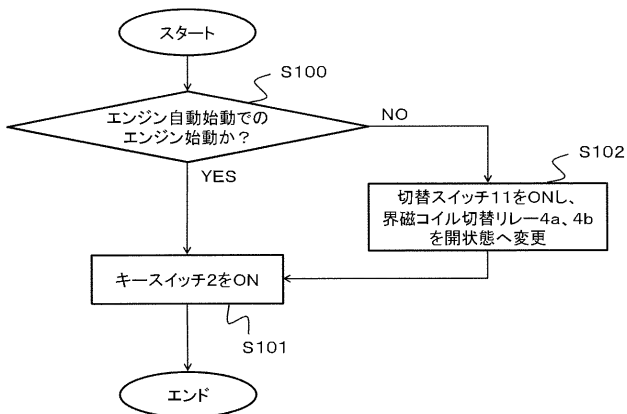 スタート
S100
エンジン自動始動での
エンジン始動か？
NO
YES
S102
切替スイッチ11をONし、
界磁コイル切替リレー4a、4b
を開状態へ変更
キースイッチ2をON
S101
エンド